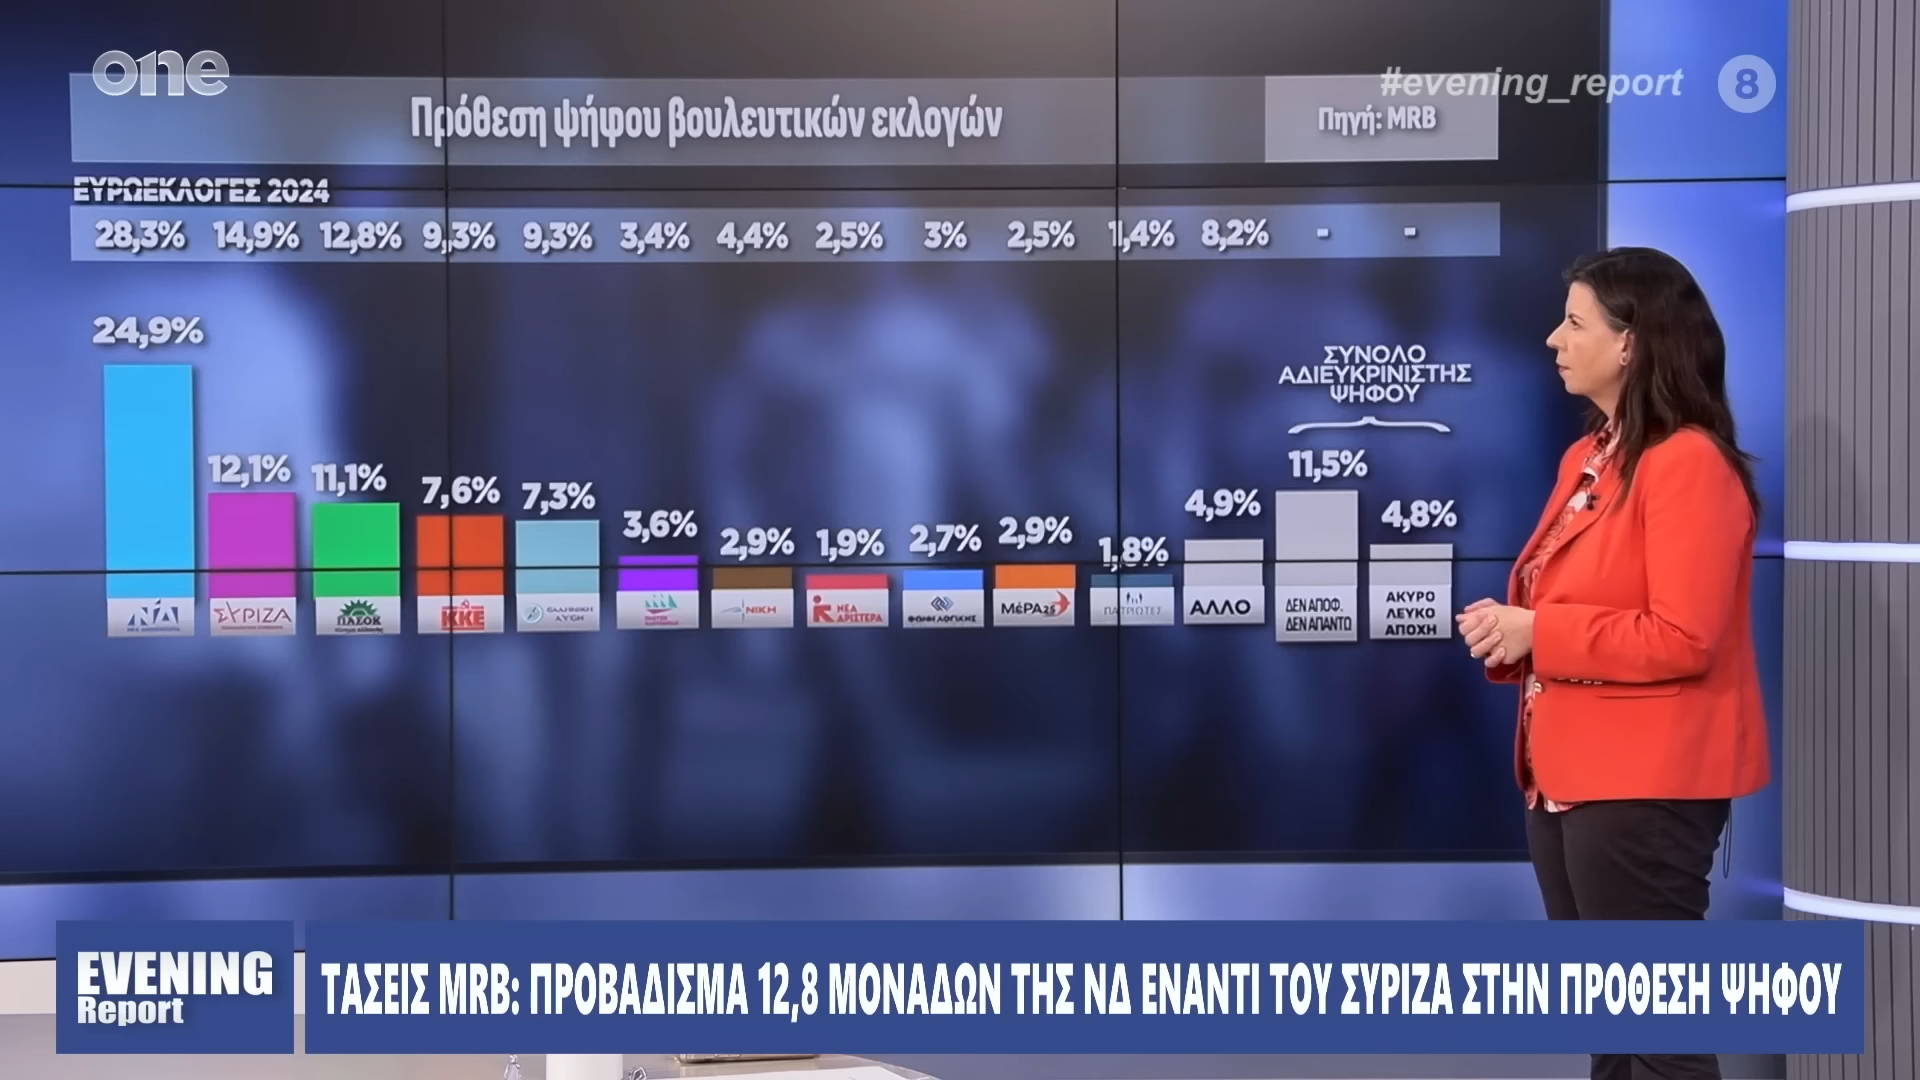 one
#evening_report 8
Πρόθεση ψήφου βουλευτικών εκλογών
Πηγή: MRB
ΕΥΡΩΕΚΛΟΓΕΣ 2024
28,3% 14,9% 12,8% 9,3% 9,3% 3,4% 4,4% 2,5% 3% 2,5% 1,4% 8,2% - -
ΣΥΝΟΛΟ
ΑΔΙΕΥΚΡΙΝΙΣΤΗΣ
ΨΗΦΟΥ
24,9% 12,1% 11,1% 7,6% 7,3% 3,6% 2,9% 1,9% 2,7% 2,9% 1,8% 4,9% 11,5% 4,8%
ΝΔ
ΝΕΑ ΔΗΜΟΚΡΑΤΙΑ
ΣΥΡΙΖΑ
ΠΑΣΟΚ
ΚΚΕ
ΕΛΛΗΝΙΚΗ
ΛΥΣΗ
ΝΙΚΗ
ΝΕΑ
ΑΡΙΣΤΕΡΑ
ΦΩΝΗ ΛΟΓΙΚΗΣ
ΜέΡΑ25
ΠΑΤΡΙΩΤΕΣ
ΑΛΛΟ
ΔΕΝ ΑΠΟΦ.
ΔΕΝ ΑΠΑΝΤΩ
ΑΚΥΡΟ
ΛΕΥΚΟ
ΑΠΟΧΗ
EVENING
Report
ΤΑΣΕΙΣ MRB: ΠΡΟΒΑΔΙΣΜΑ 12,8 ΜΟΝΑΔΩΝ ΤΗΣ ΝΔ ΕΝΑΝΤΙ ΤΟΥ ΣΥΡΙΖΑ ΣΤΗΝ ΠΡΟΘΕΣΗ ΨΗΦΟΥ